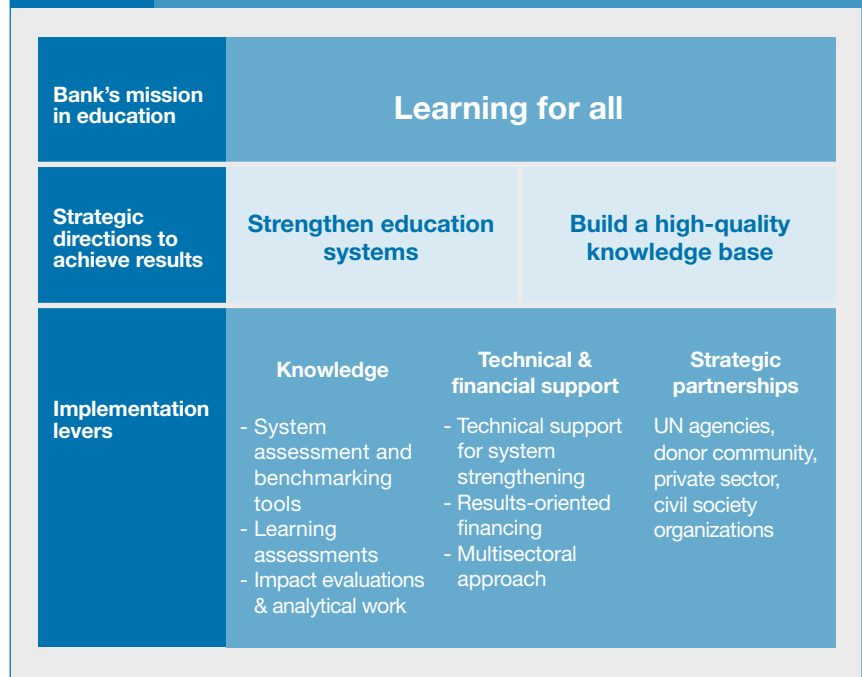 Bank's mission
in education
Learning for all
Strategic
directions to
achieve results
Strengthen education
systems
Build a high-quality
knowledge base
Implementation
levers
Knowledge
- System
assessment and
benchmarking
tools
- Learning
assessments
- Impact evaluations
& analytical work
Technical &
financial support
- Technical support
for system
strengthening
- Results-oriented
financing
- Multisectoral
approach
Strategic
partnerships
UN agencies,
donor community,
private sector,
civil society
organizations